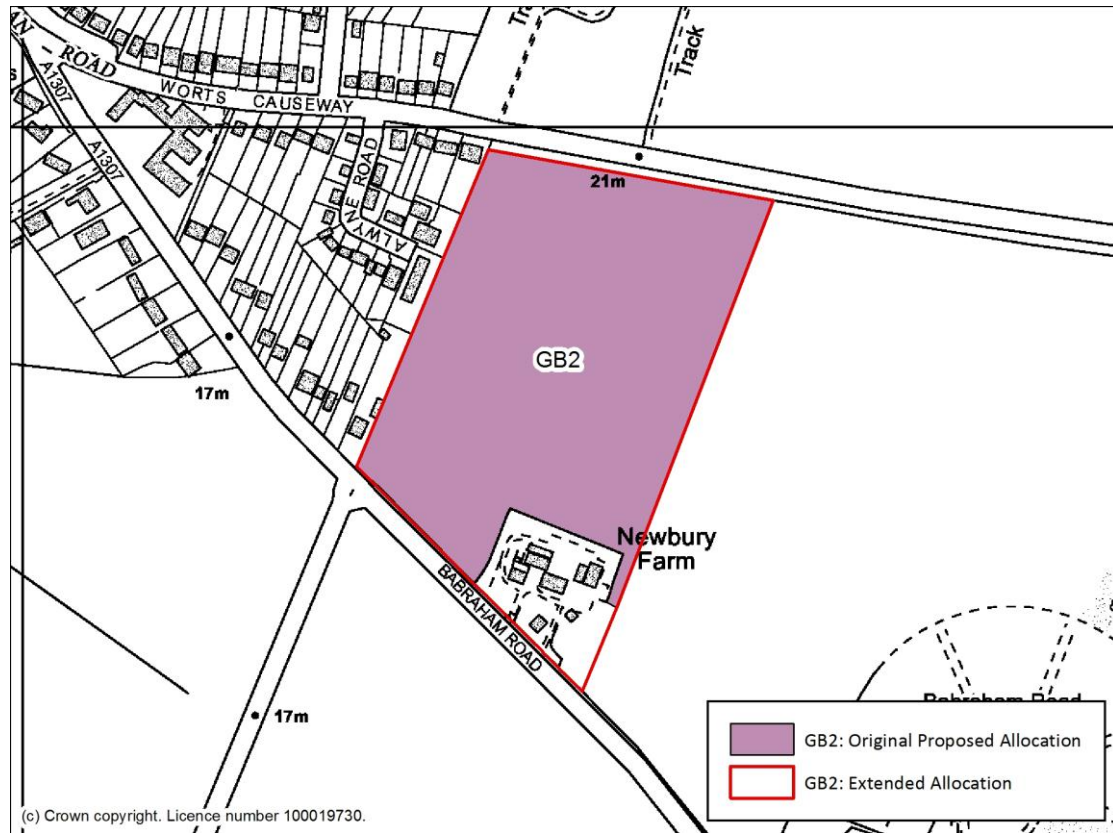 ROAD
A1307
WORTS CAUSEWAY
Track
A1307
ALWYNE ROAD
21m
GB2
17m
Newbury
Farm
BABRAHAM ROAD
17m
GB2: Original Proposed Allocation
GB2: Extended Allocation
(c) Crown copyright. Licence number 100019730.